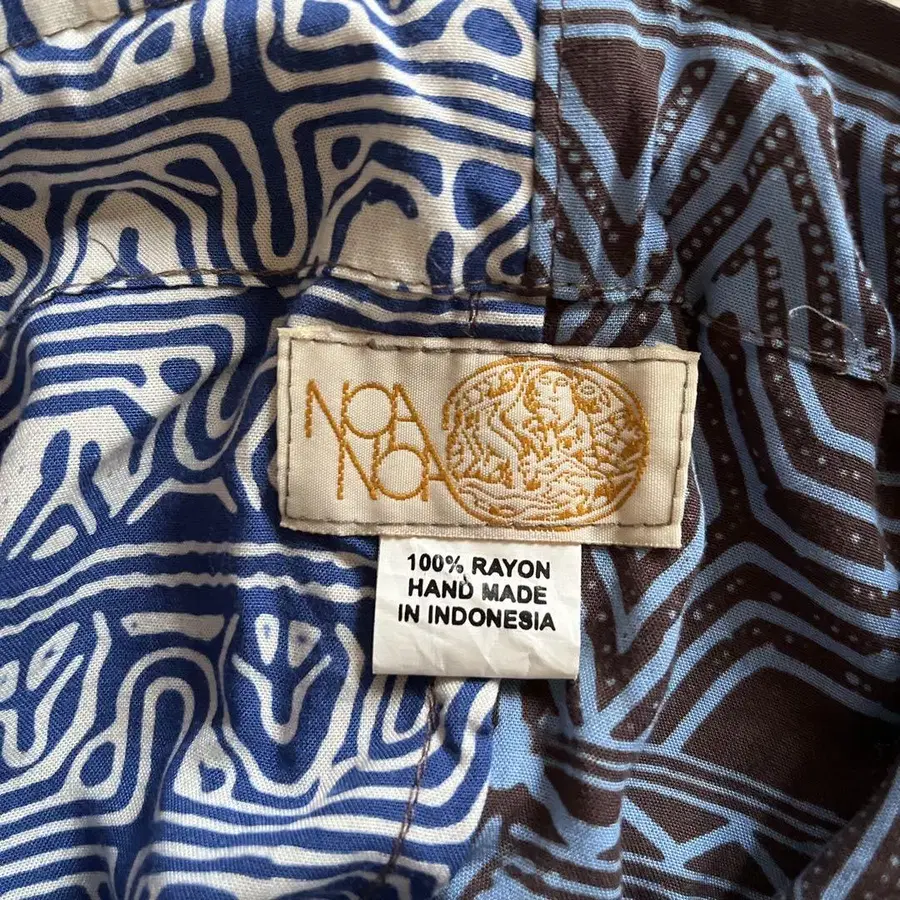 NOA
NOA
100% RAYON
HAND MADE
IN INDONESIA